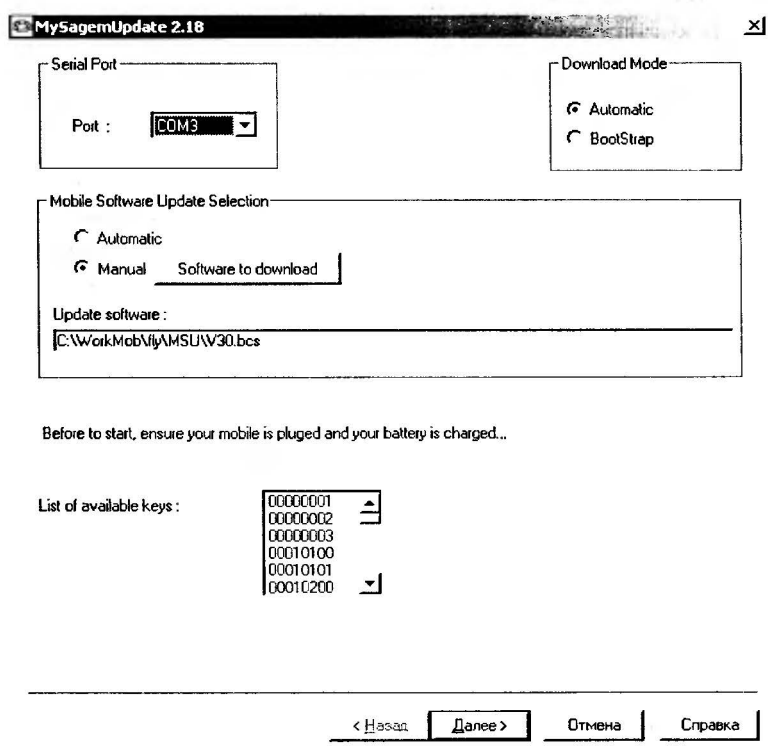 MySagemUpdate 2.18
Serial Port
Port :
COM3
Download Mode
Automatic
BootStrap
Mobile Software Update Selection
Automatic
Manual
Software to download
Update software :
C:\WorkMob\fly\MSU\V30.bcs
Before to start, ensure your mobile is pluged and your battery is charged...
List of available keys :
00000001
00000002
00000003
00010100
00010101
00010200
< Назад
Далее >
Отмена
Справка